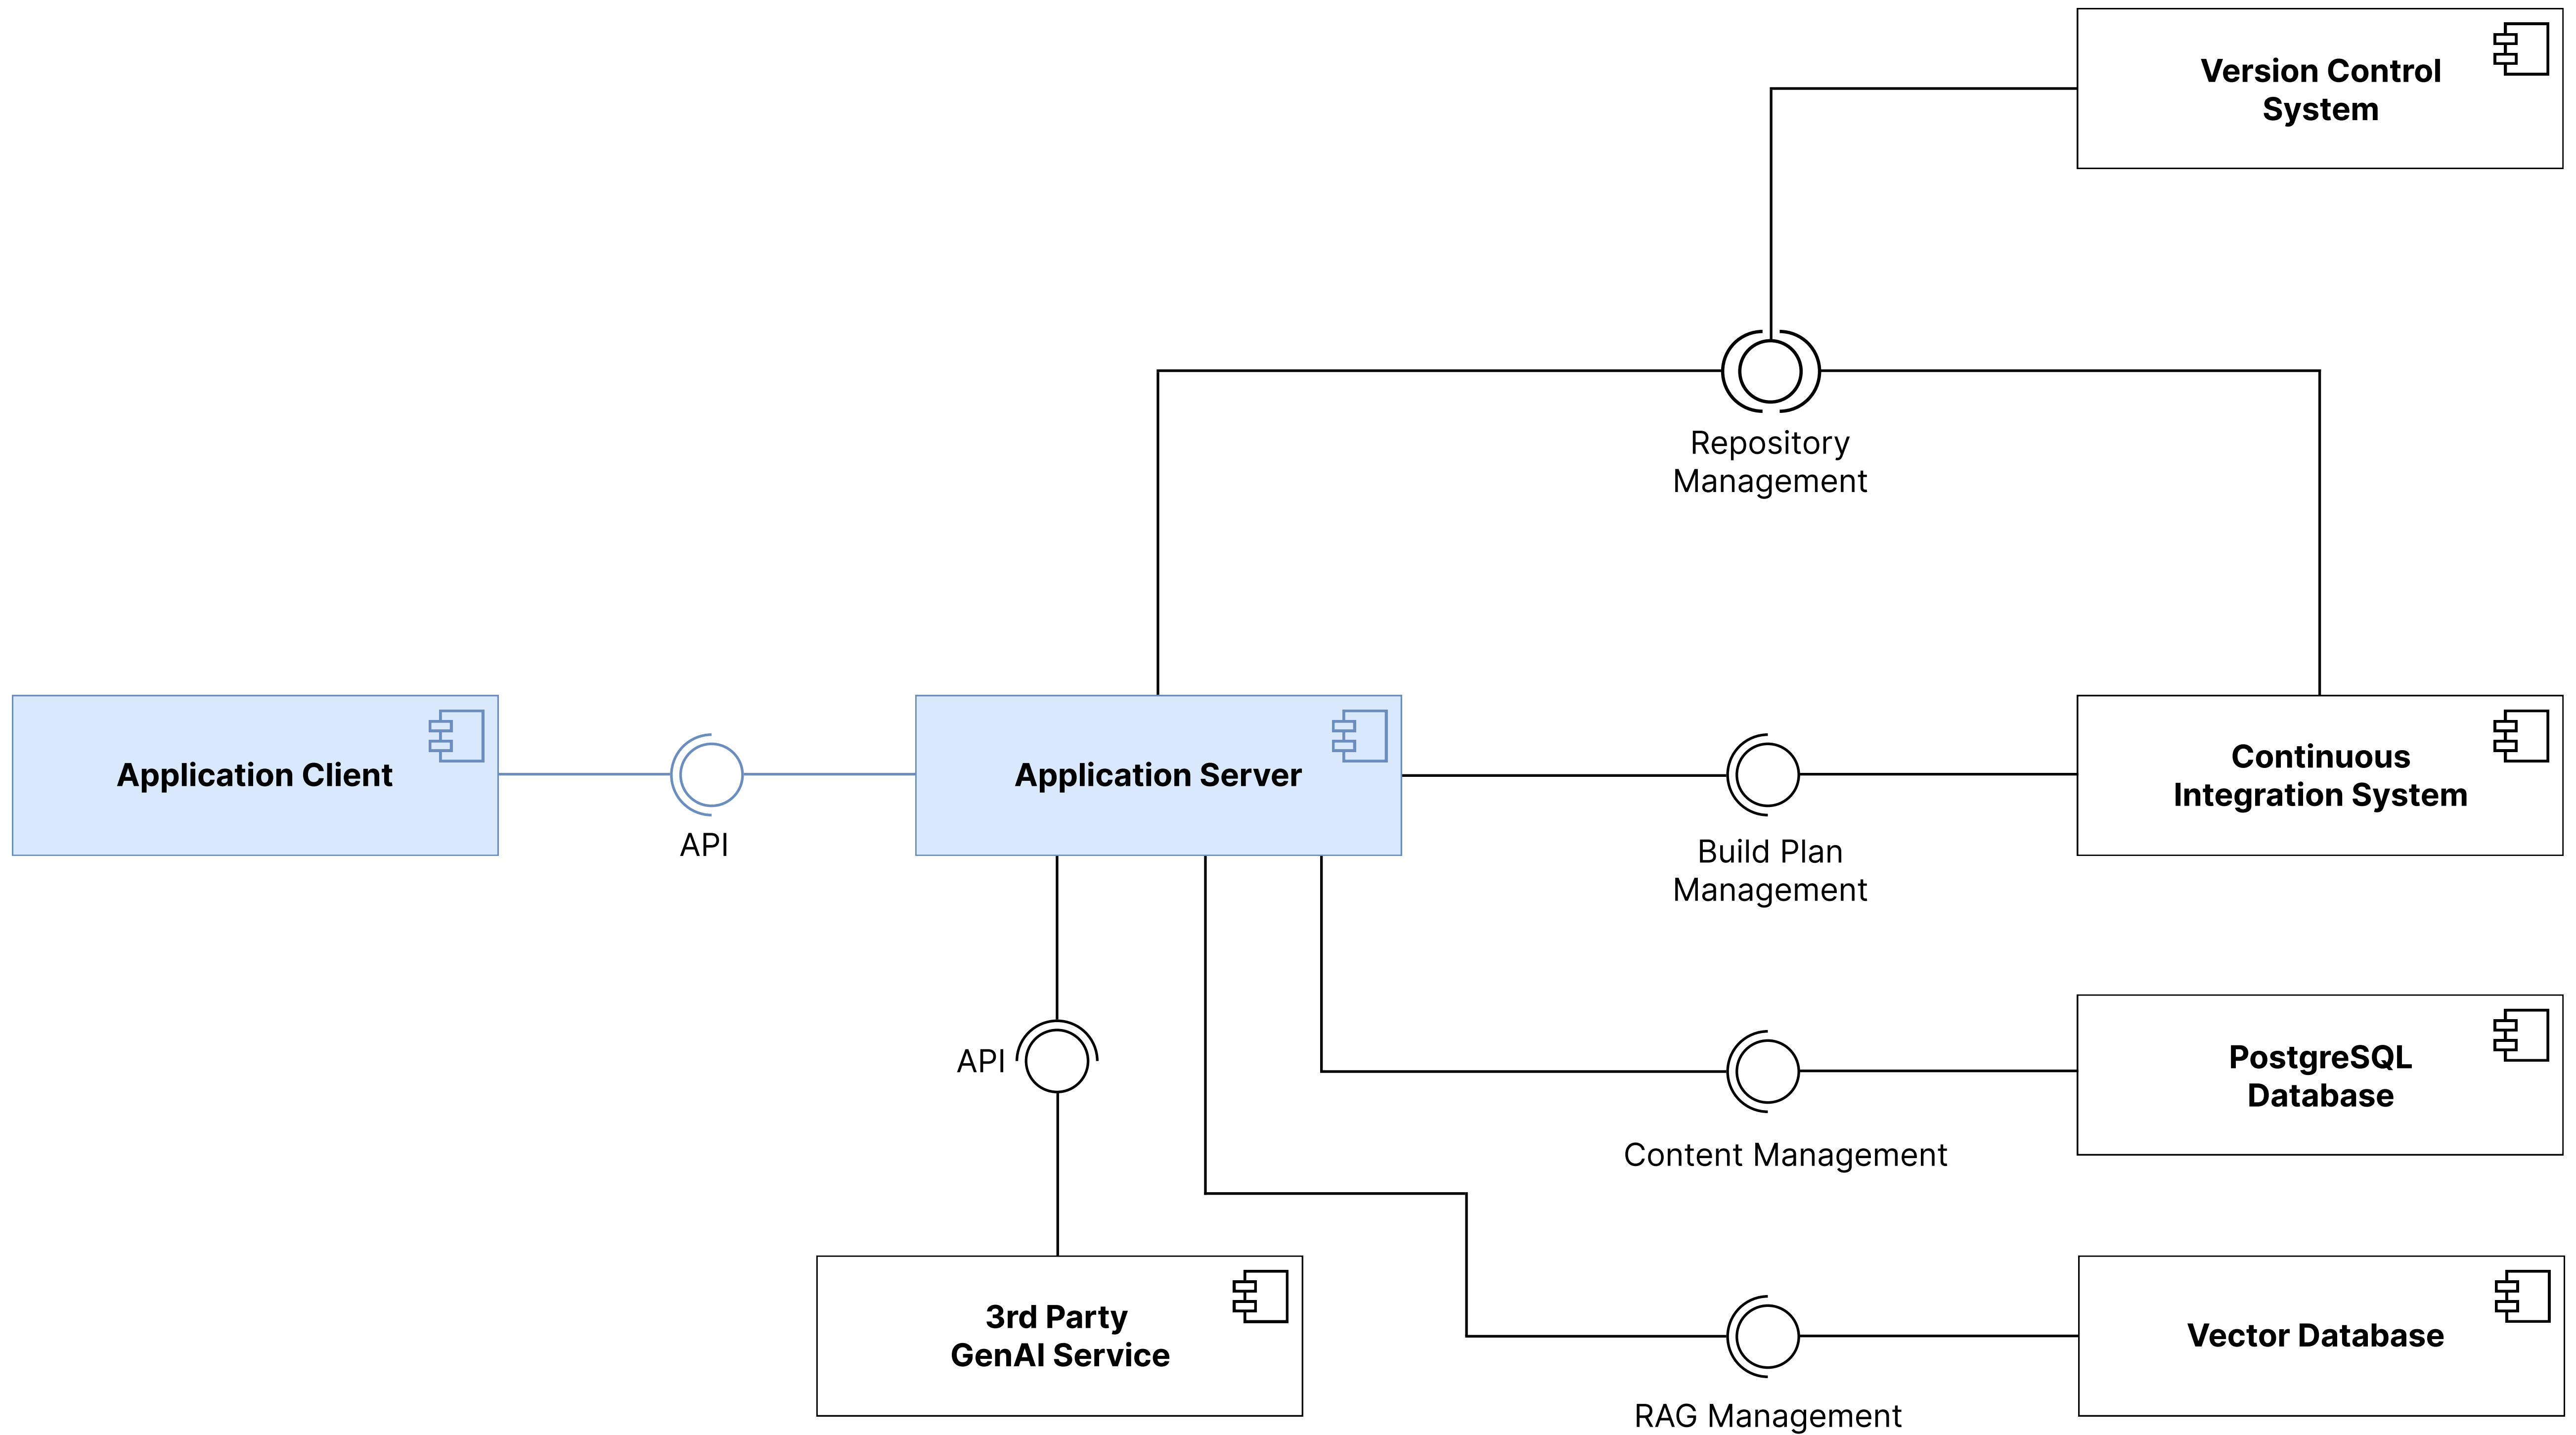 Version Control
System
Repository
Management
Application Client
API
Application Server
Build Plan
Management
Continuous
Integration System
API
PostgreSQL
Database
Content Management
3rd Party
GenAI Service
Vector Database
RAG Management